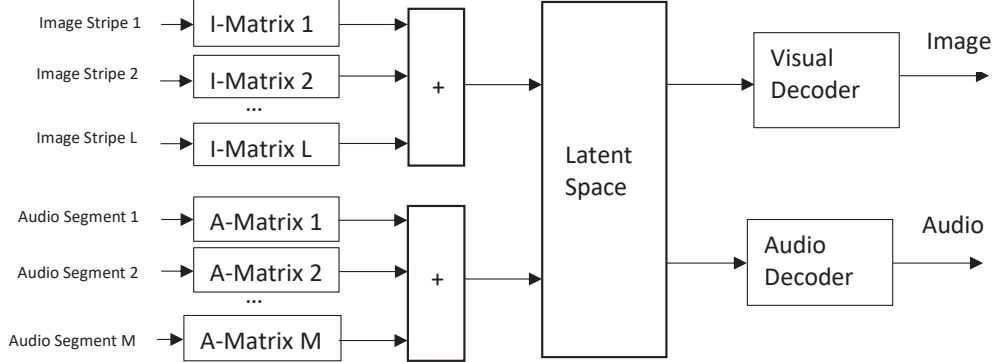 Image Stripe 1
I-Matrix 1
Image Stripe 2
I-Matrix 2
...
Image Stripe L
I-Matrix L
+
Audio Segment 1
A-Matrix 1
Audio Segment 2
A-Matrix 2
...
Audio Segment M
A-Matrix M
+
Latent
Space
Visual
Decoder
Image
Audio
Decoder
Audio